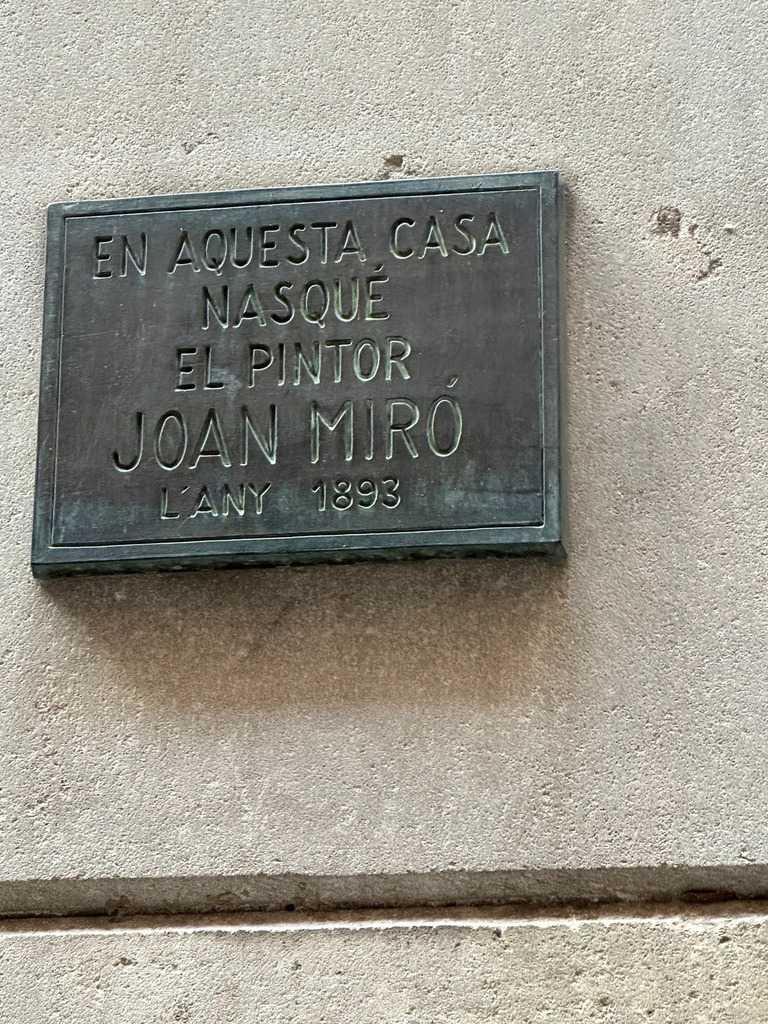 EN AQUESTA CASA
NASQUÉ
EL PINTOR
JOAN MIRÓ
L'ANY 1893